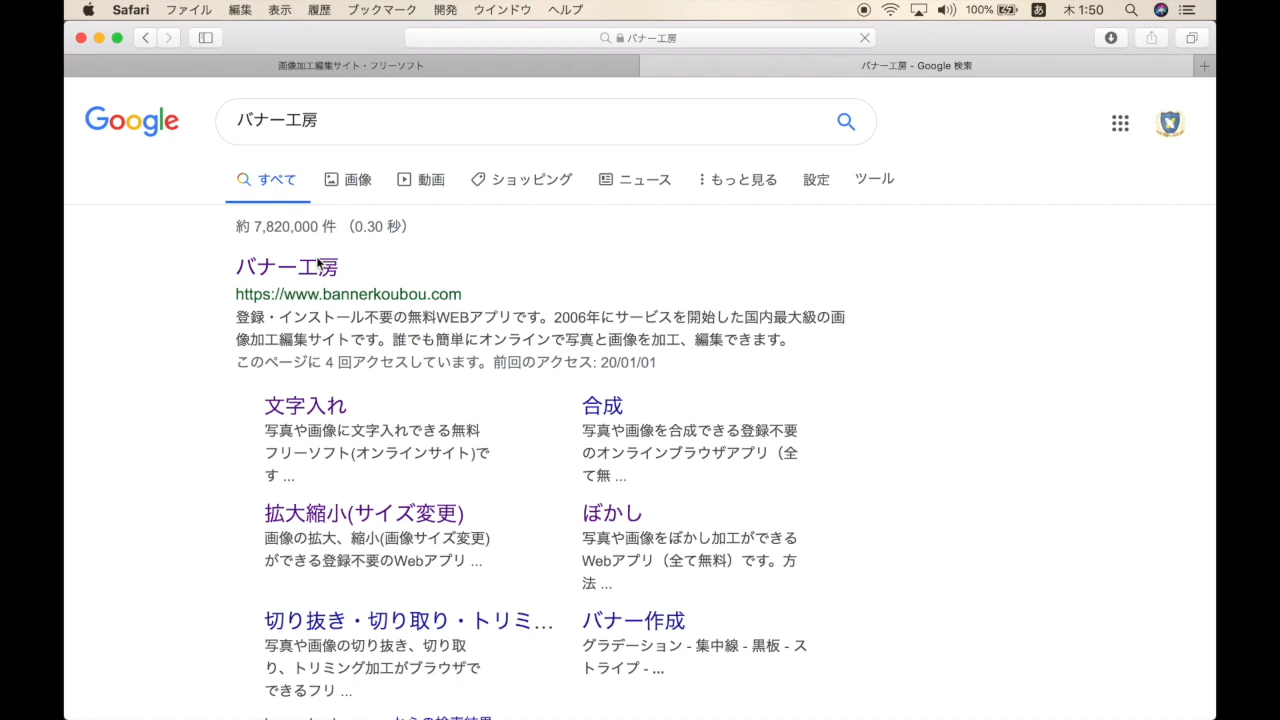 Safari ファイル 編集 表示 履歴 ブックマーク 開発 ウインドウ ヘルプ 100% あ 木 1:50
バナー工房
画像加工編集サイト・フリーソフト
バナー工房 - Google 検索
Google
バナー工房
すべて 画像 動画 ショッピング ニュース もっと見る 設定 ツール
約 7,820,000 件 （0.30 秒）
バナー工房
https://www.bannerkoubou.com
登録・インストール不要の無料WEBアプリです。2006年にサービスを開始した国内最大級の画
像加工編集サイトです。誰でも簡単にオンラインで写真と画像を加工、編集できます。
このページに 4 回アクセスしています。前回のアクセス: 20/01/01
文字入れ
写真や画像に文字入れできる無料
フリーソフト(オンラインサイト)で
す ...
合成
写真や画像を合成できる登録不要
のオンラインブラウザアプリ（全
て無 ...
拡大縮小(サイズ変更)
画像の拡大、縮小(画像サイズ変更)
ができる登録不要のWebアプリ ...
ぼかし
写真や画像をぼかし加工ができる
Webアプリ（全て無料）です。方
法 ...
切り抜き・切り取り・トリミ...
写真や画像の切り抜き、切り取
り、トリミング加工がブラウザで
できるフリ ...
バナー作成
グラデーション - 集中線 - 黒板 - ス
トライプ - ...